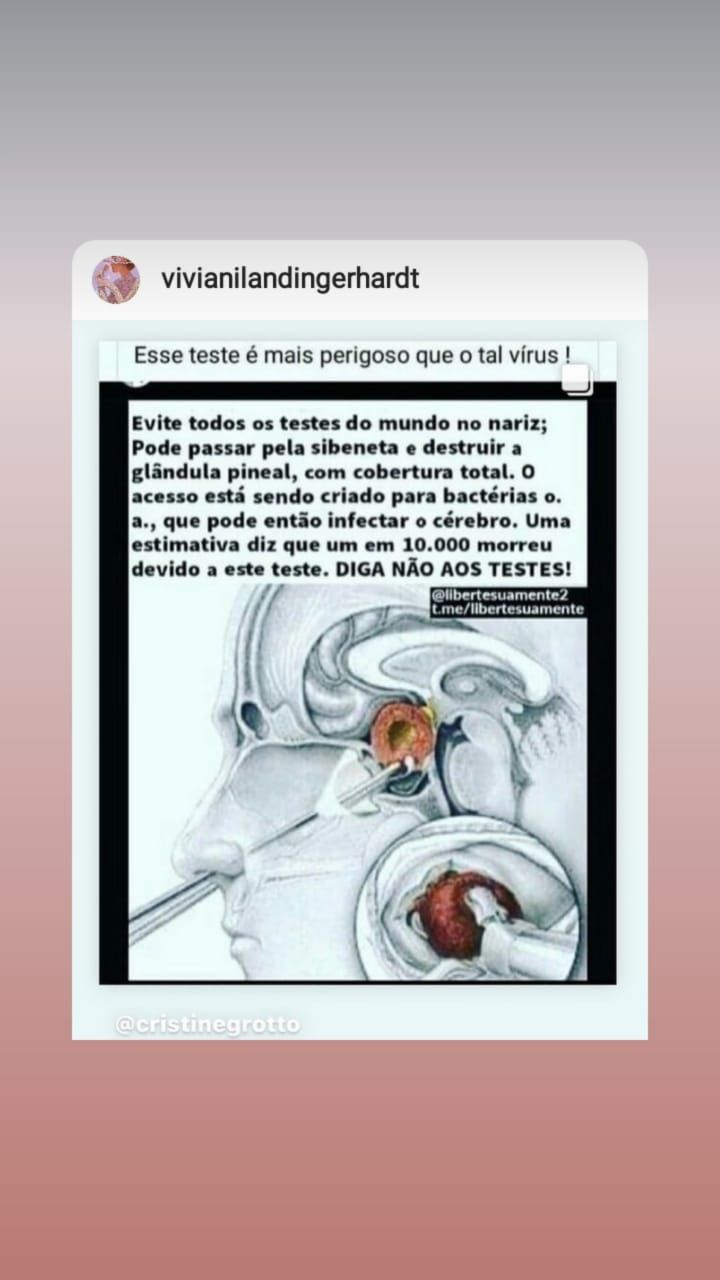 vivianilandingerhardt
Esse teste é mais perigoso que o tal vírus !
Evite todos os testes do mundo no nariz;
Pode passar pela sibeneta e destruir a
glândula pineal, com cobertura total. O
acesso está sendo criado para bactérias o.
a., que pode então infectar o cérebro. Uma
estimativa diz que um em 10.000 morreu
devido a este teste. DIGA NÃO AOS TESTES!
@libertesuamente2
t.me/libertesuamente
@cristinegrotto